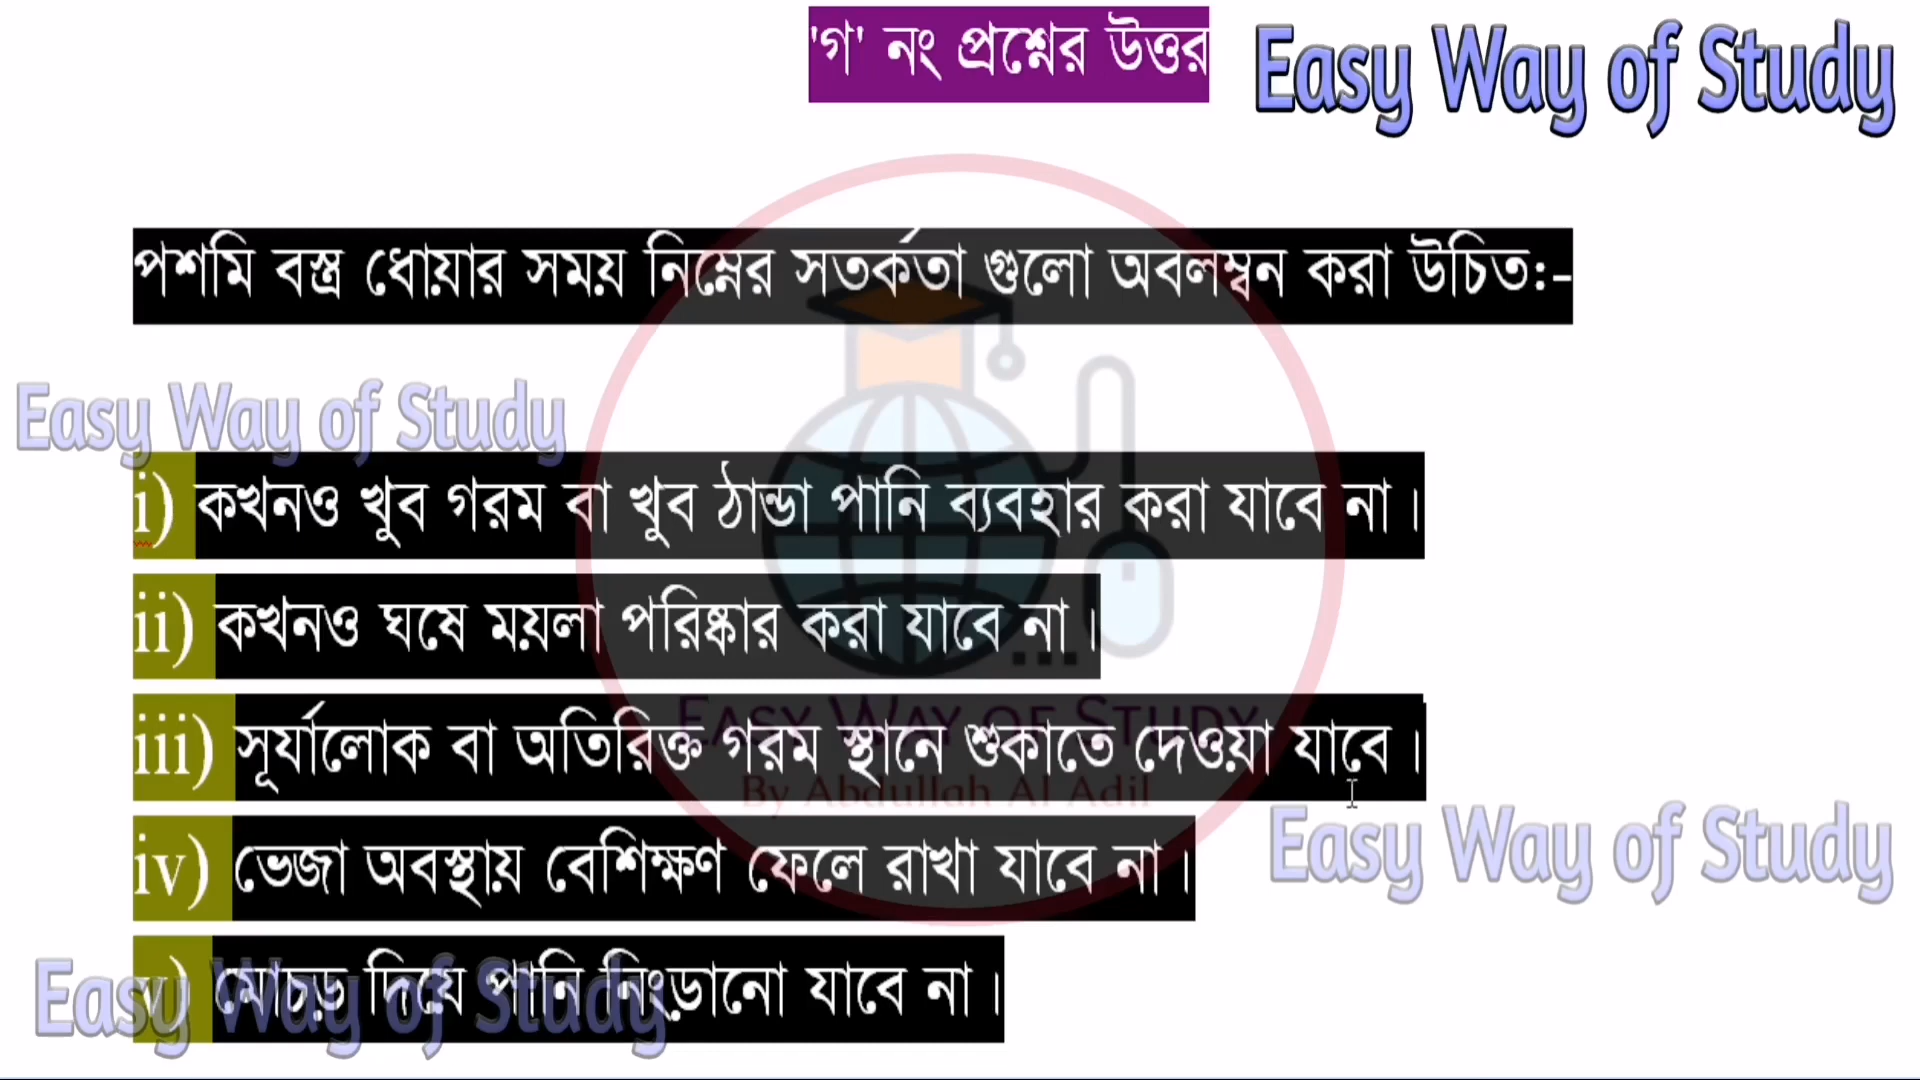 'গ' নং প্রশ্নের উত্তর
Easy Way of Study
পশমি বস্ত্র ধোয়ার সময় নিম্নের সতর্কতা গুলো অবলম্বন করা উচিত:-
Easy Way of Study
i) কখনও খুব গরম বা খুব ঠান্ডা পানি ব্যবহার করা যাবে না।
ii) কখনও ঘষে ময়লা পরিষ্কার করা যাবে না।
EASY WAY OF STUDY
iii) সূর্যালোক বা অতিরিক্ত গরম স্থানে শুকাতে দেওয়া যাবে।
By Abdullah Al Adil
Easy Way of Study
iv) ভেজা অবস্থায় বেশিক্ষণ ফেলে রাখা যাবে না।
v) মোচড় দিয়ে পানি নিংড়ানো যাবে না।
Easy Way of Study